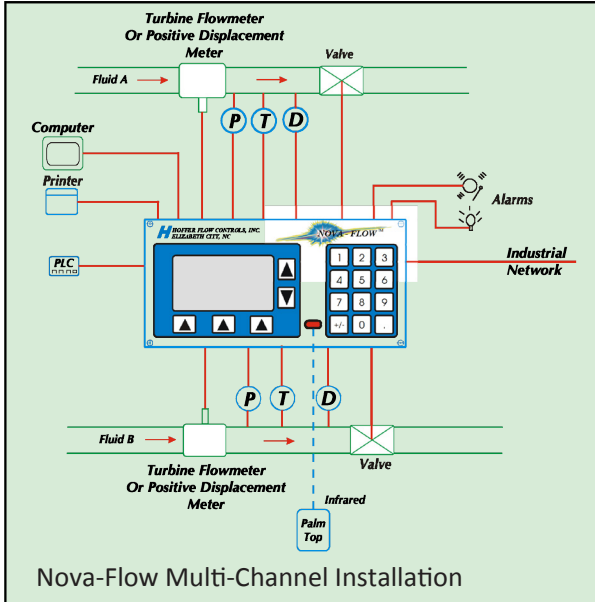 Turbine Flowmeter
Or Positive Displacement
Meter
Valve
Fluid A
P
T
D
Computer
Printer
Alarms
H HOFFER FLOW CONTROLS, INC.
ELIZABETH CITY, NC
NOVA-FLOW™
Industrial
Network
PLC
1 2 3
4 5 6
7 8 9
+/- 0 .
P
T
D
Fluid B
Valve
Turbine Flowmeter
Or Positive Displacement
Meter
Infrared
Palm
Top
Nova-Flow Multi-Channel Installation